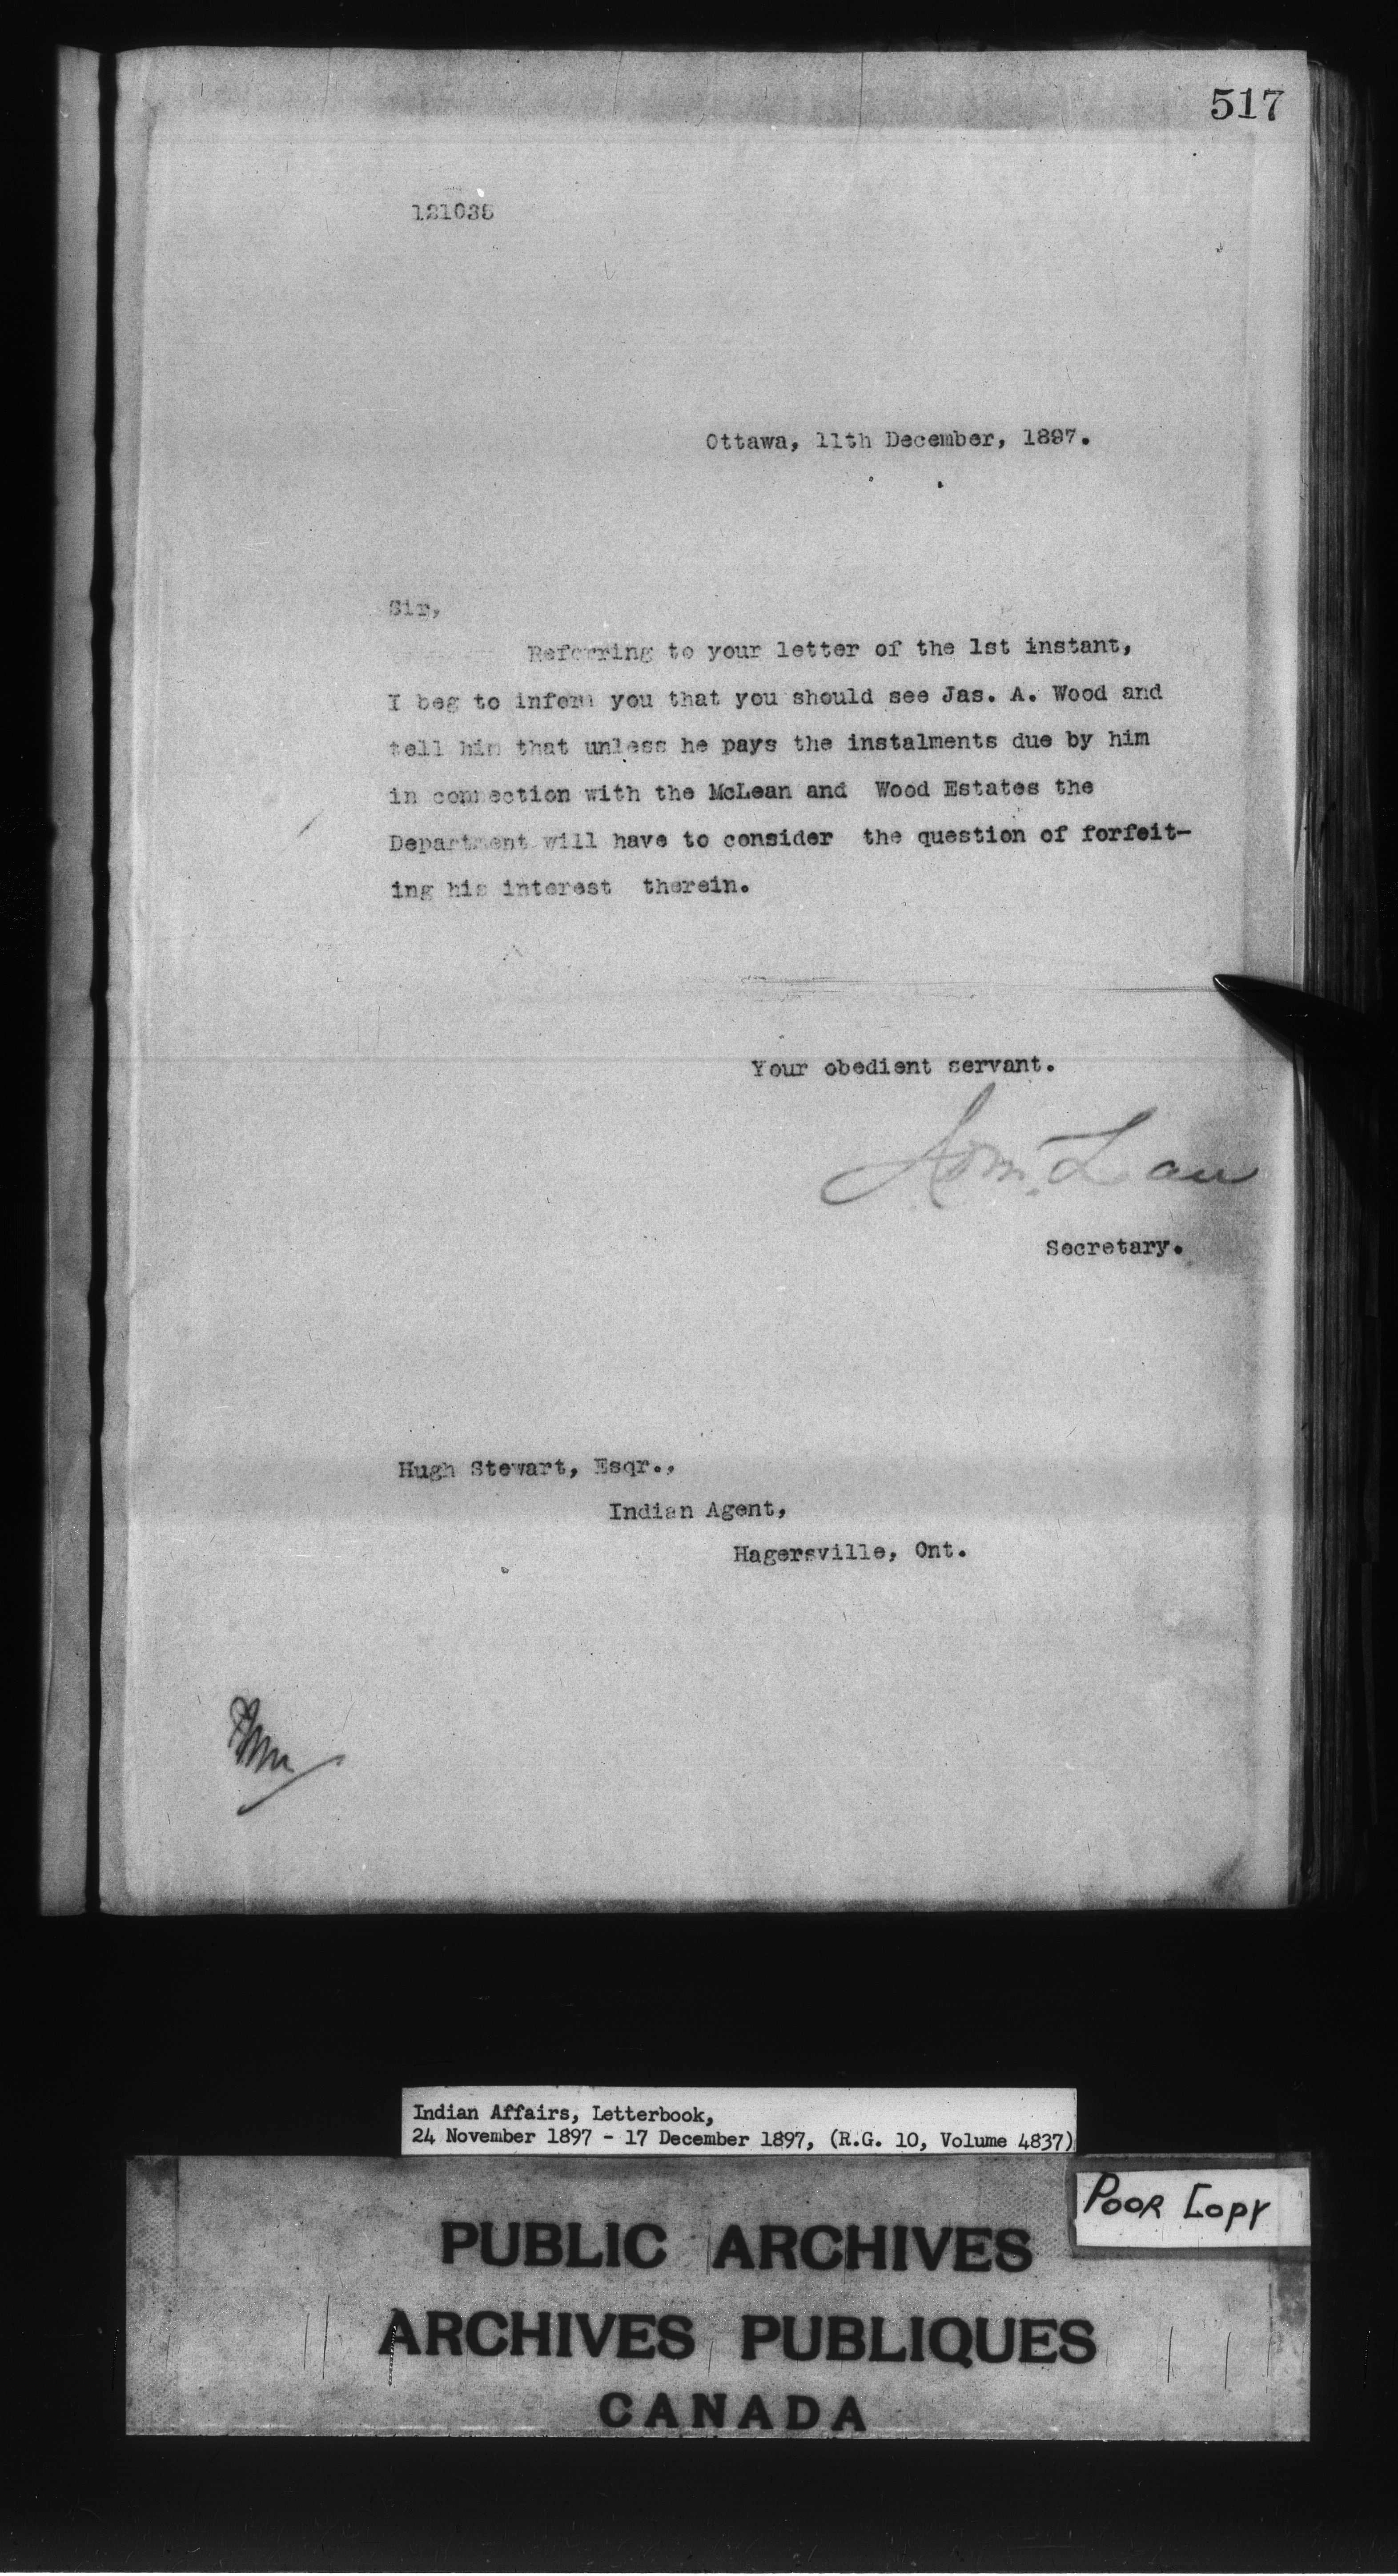 517
121035
Ottawa, 11th December, 1897.
Sir,
Referring to your letter of the 1st instant,
I beg to inform you that you should see Jas. A. Wood and
tell him that unless he pays the instalments due by him
in connection with the McLean and Wood Estates the
Department will have to consider the question of forfeit-
ing his interest therein.
Your obedient servant.
Secretary.
Hugh Stewart, Esqr.,
Indian Agent,
Hagersville, Ont.
Indian Affairs, Letterbook,
24 November 1897 - 17 December 1897, (R.G. 10, Volume 4837)
POOR COPY
PUBLIC ARCHIVES
ARCHIVES PUBLIQUES
CANADA